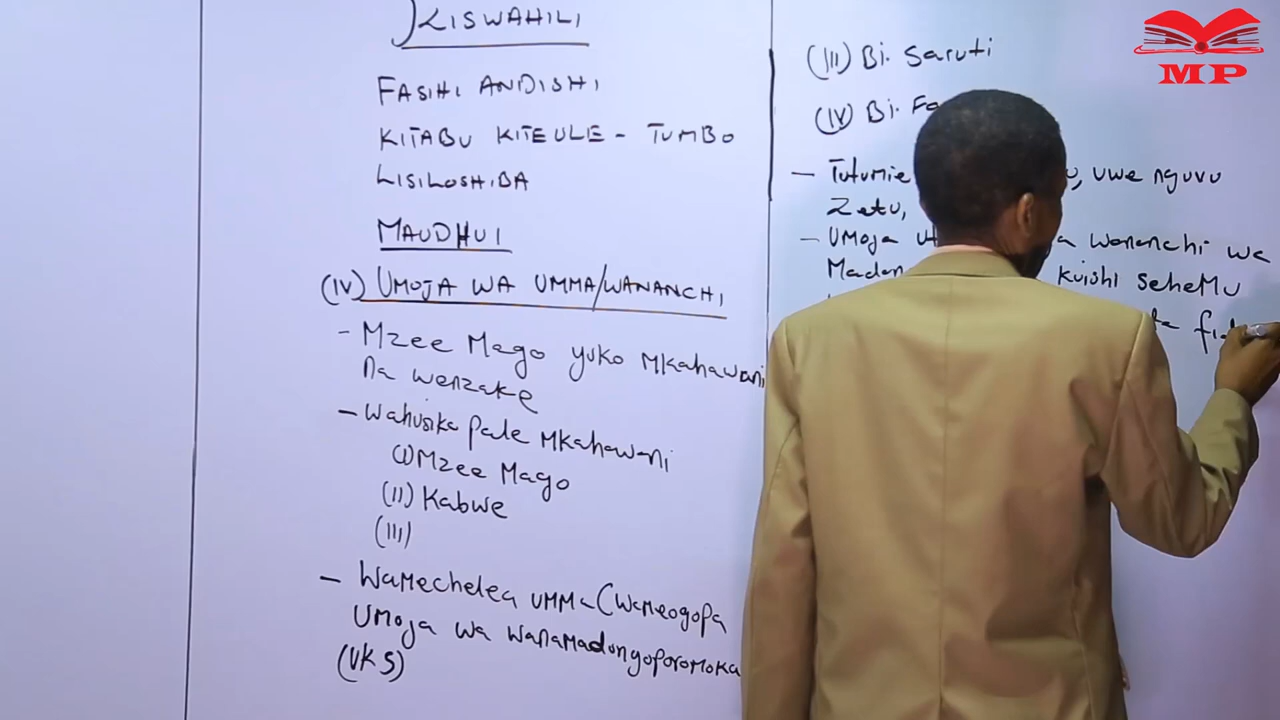 KISWAHILI
FASIHI ANDISHI
KITABU KITEULE - TUMBO
LISILOSHIBA
MAUDHUI
(IV) UMOJA WA UMMA/WANANCHI
- Mzee Mago yuko Mkahawani
na wenzake
- Wahusika Pale Mkahawani
(I) Mzee Mago
(II) Kabwe
(III)
- Wamechelea UMMA (Wameogopa
UMoja wa wanamadongoporomoka
(UK 5)
(III) Bi. Saruti
(IV) Bi.
- Tutumie uwe nguvu
Zetu,
- UMoja wananchi wa
kuishi seheMu
MP